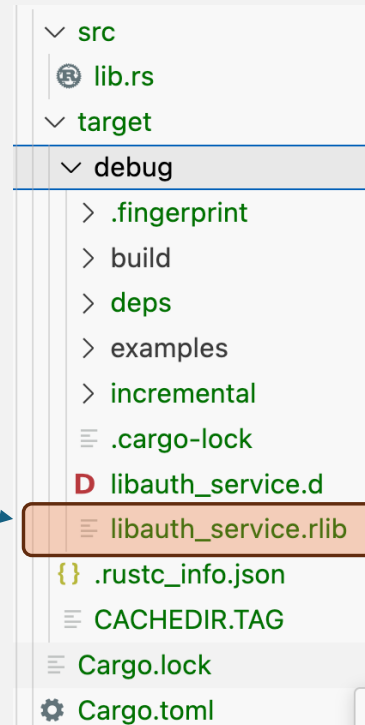 src
lib.rs
target
debug
.fingerprint
build
deps
examples
incremental
.cargo-lock
D libauth_service.d
libauth_service.rlib
{} .rustc_info.json
CACHEDIR.TAG
Cargo.lock
Cargo.toml